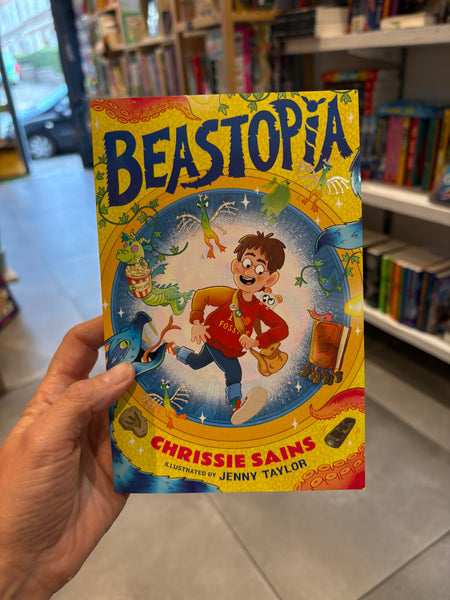 BEASTOPIA
I
FOSS
CHRISSIE SAINS
ILLUSTRATED BY JENNY TAYLOR